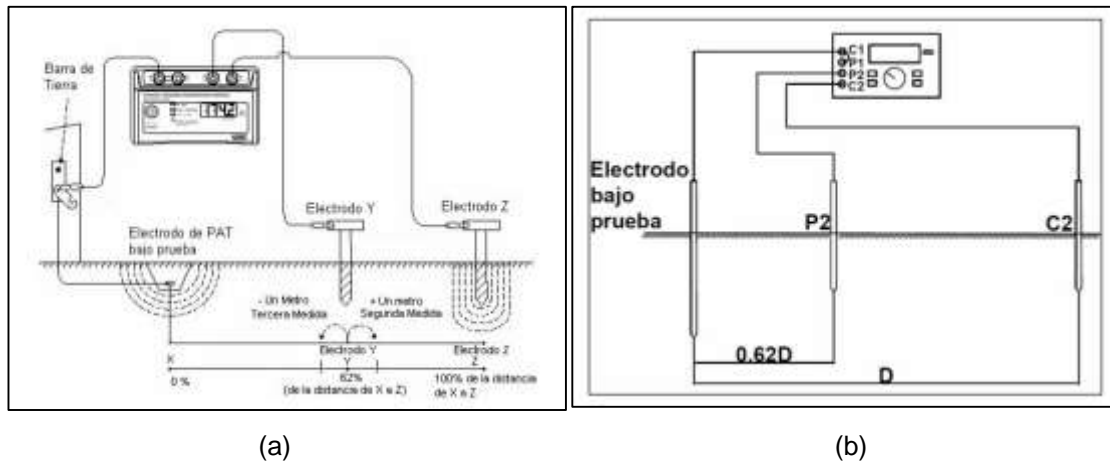 Barra de
Tierra
Electrodo Y
Electrodo Z
Electrodo de PAT
bajo prueba
- Un Metro
Tercera Medida
+ Un metro
Segunda Medida
Electrodo Y
Electrodo Z
X
Y
Z
0 %
62%
(de la distancia de X a Z)
100% de la distancia
de X a Z
(a)
C1
P1
P2
C2
Electrodo
bajo
prueba
P2
C2
0.62D
D
(b)